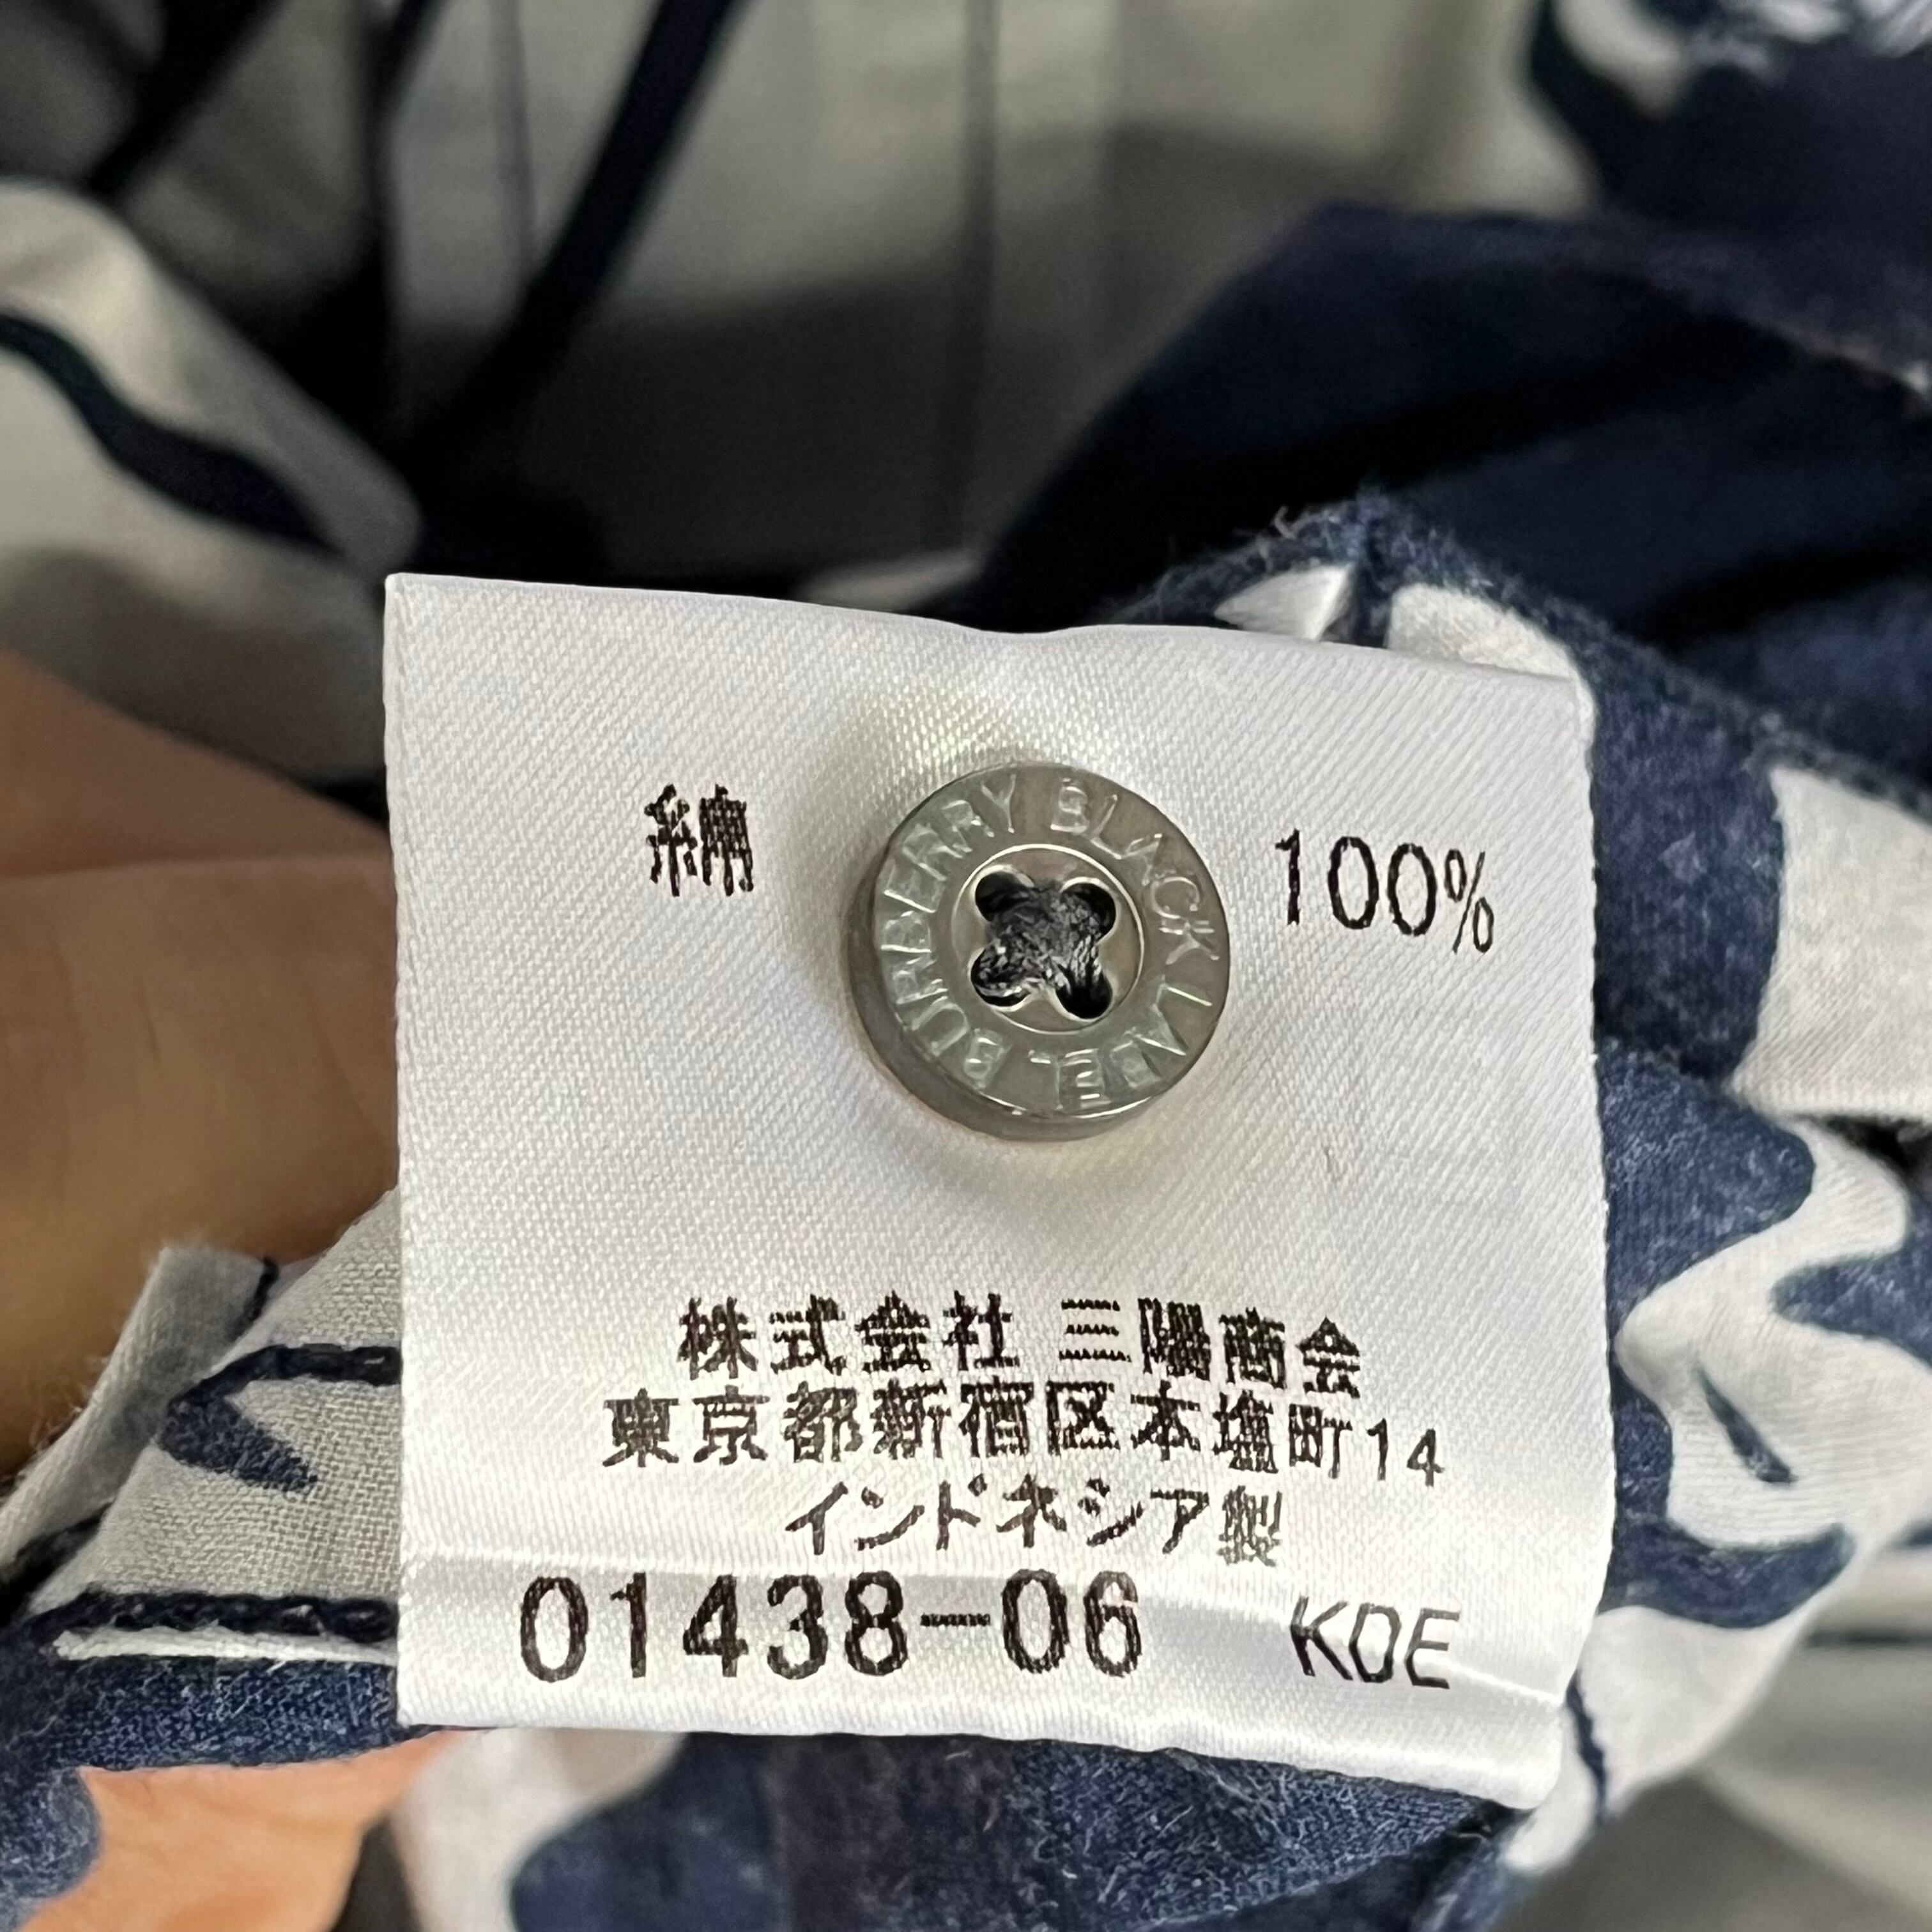 綿 100%
BURBERRY BLACK LABEL
株式会社 三陽商会
東京都新宿区本塩町14
インドネシア製
01438-06 KDE